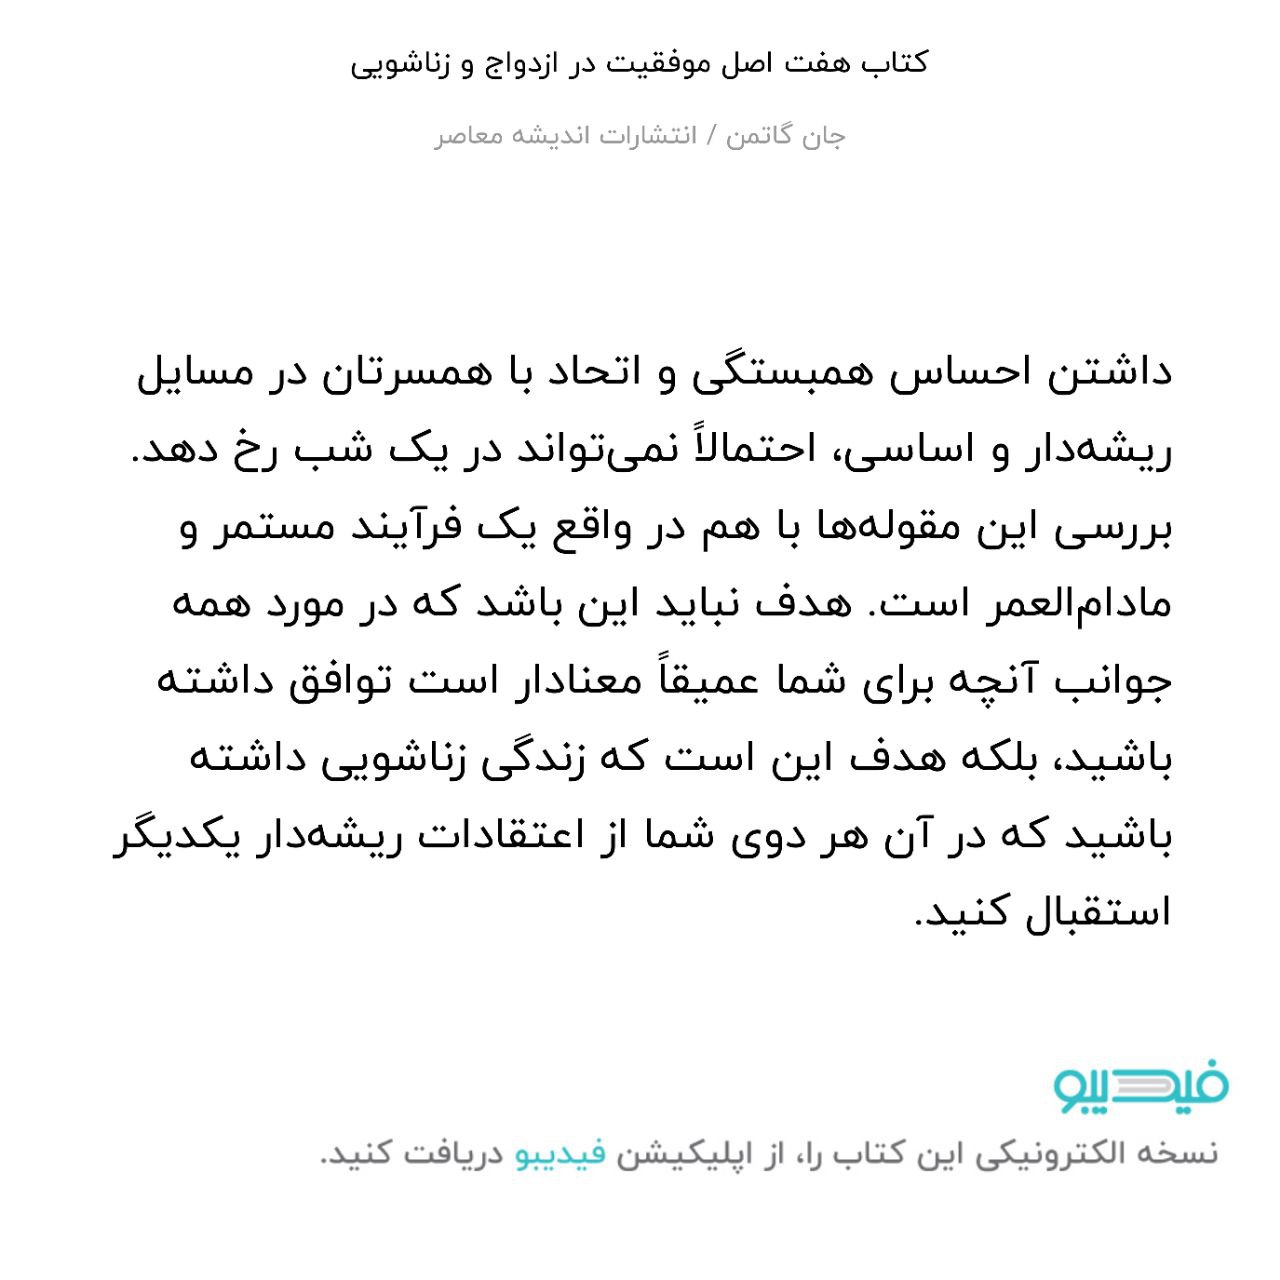 کتاب هفت اصل موفقیت در ازدواج و زناشویی
جان گاتمن / انتشارات اندیشه معاصر
داشتن احساس همبستگی و اتحاد با همسرتان در مسایل
ریشه‌دار و اساسی، احتمالاً نمی‌تواند در یک شب رخ دهد.
بررسی این مقوله‌ها با هم در واقع یک فرآیند مستمر و
مادام‌العمر است. هدف نباید این باشد که در مورد همه
جوانب آنچه برای شما عمیقاً معنادار است توافق داشته
باشید، بلکه هدف این است که زندگی زناشویی داشته
باشید که در آن هر دوی شما از اعتقادات ریشه‌دار یکدیگر
استقبال کنید.
فیدیبو
نسخه الکترونیکی این کتاب را، از اپلیکیشن فیدیبو دریافت کنید.